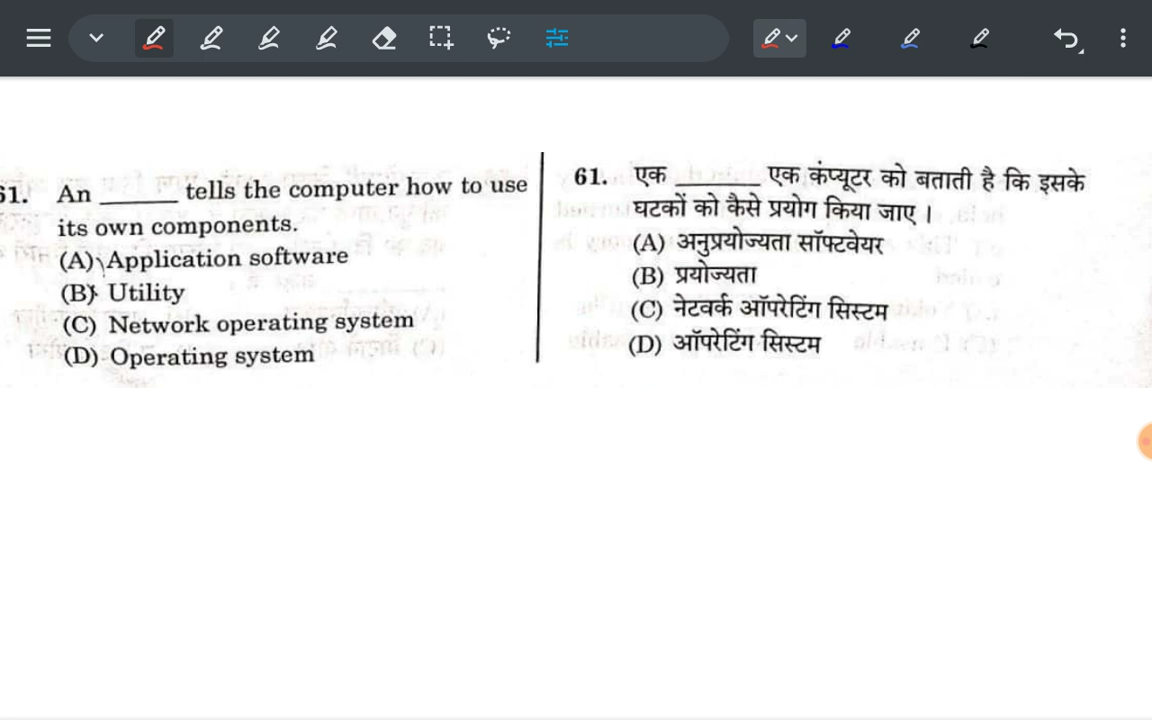 61. An ______ tells the computer how to use
its own components.
(A) Application software
(B) Utility
(C) Network operating system
(D) Operating system
61. एक ______ एक कंप्यूटर को बताती है कि इसके
घटकों को कैसे प्रयोग किया जाए ।
(A) अनुप्रयोज्यता सॉफ्टवेयर
(B) प्रयोज्यता
(C) नेटवर्क ऑपरेटिंग सिस्टम
(D) ऑपरेटिंग सिस्टम